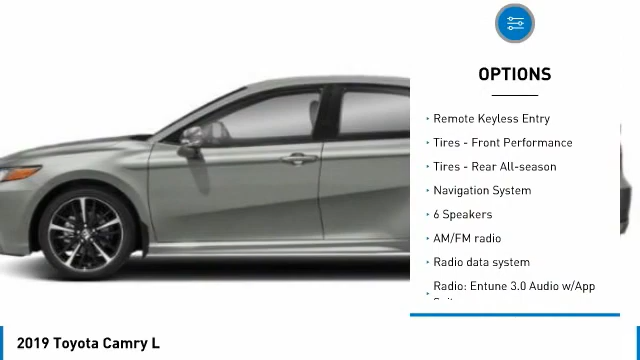 OPTIONS
• Remote Keyless Entry
• Tires - Front Performance
• Tires - Rear All-season
• Navigation System
• 6 Speakers
• AM/FM radio
• Radio data system
• Radio: Entune 3.0 Audio w/App
2019 Toyota Camry L